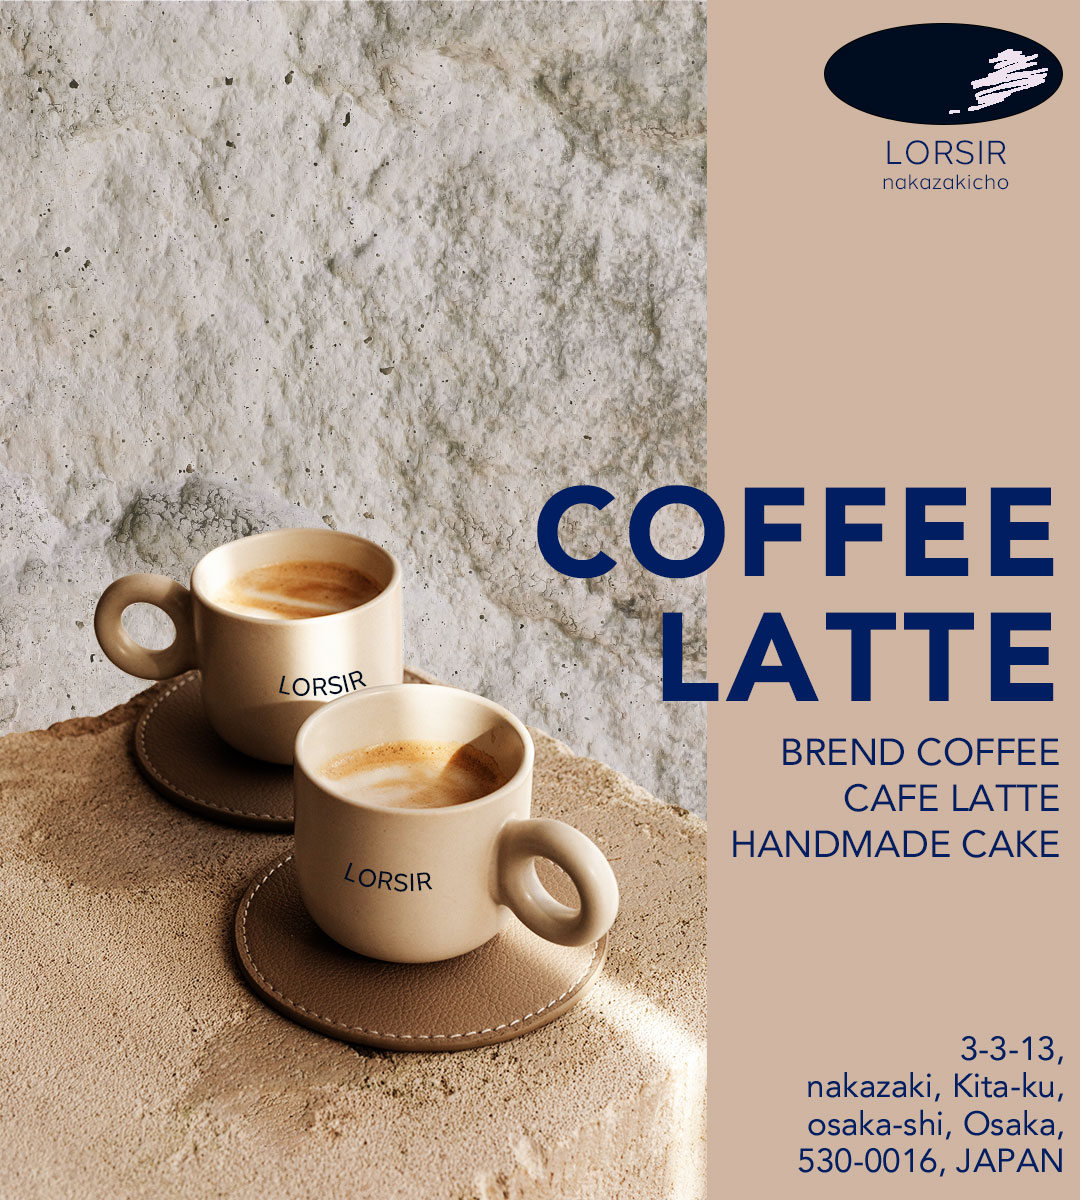 LORSIR
nakazakicho
COFFEE
LATTE
BREND COFFEE
CAFE LATTE
HANDMADE CAKE
LORSIR
LORSIR
3-3-13,
nakazaki, Kita-ku,
osaka-shi, Osaka,
530-0016, JAPAN